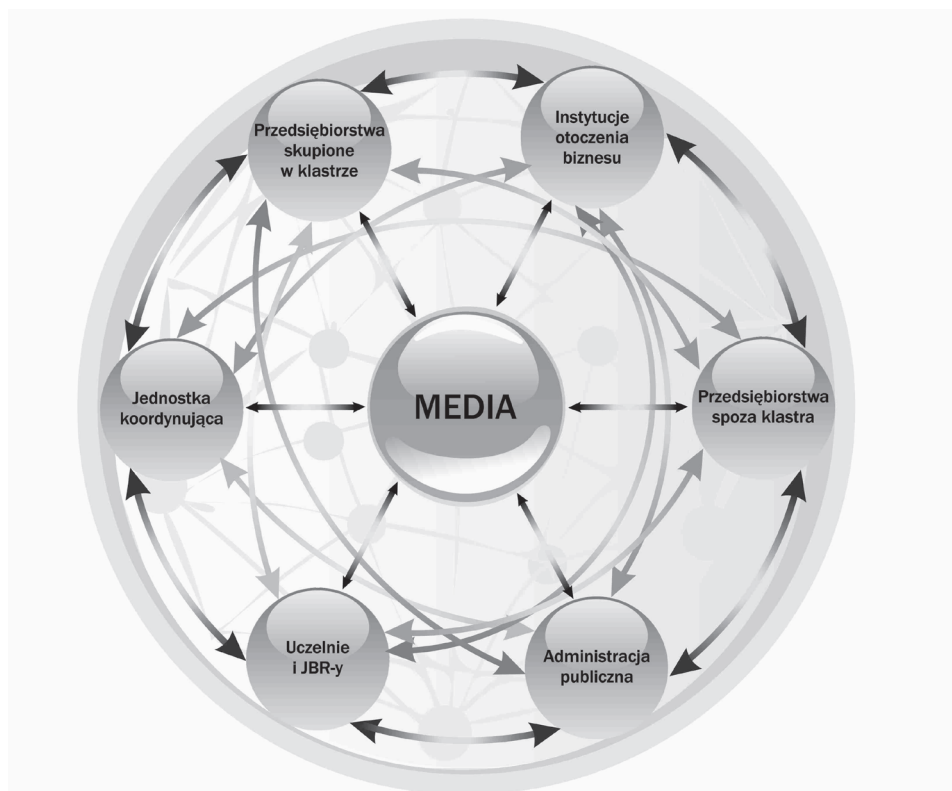 Przedsiębiorstwa
skupione
w klastrze
Instytucje
otoczenia
biznesu
Jednostka
koordynująca
MEDIA
Przedsiębiorstwa
spoza klastra
Uczelnie
i JBR-y
Administracja
publiczna